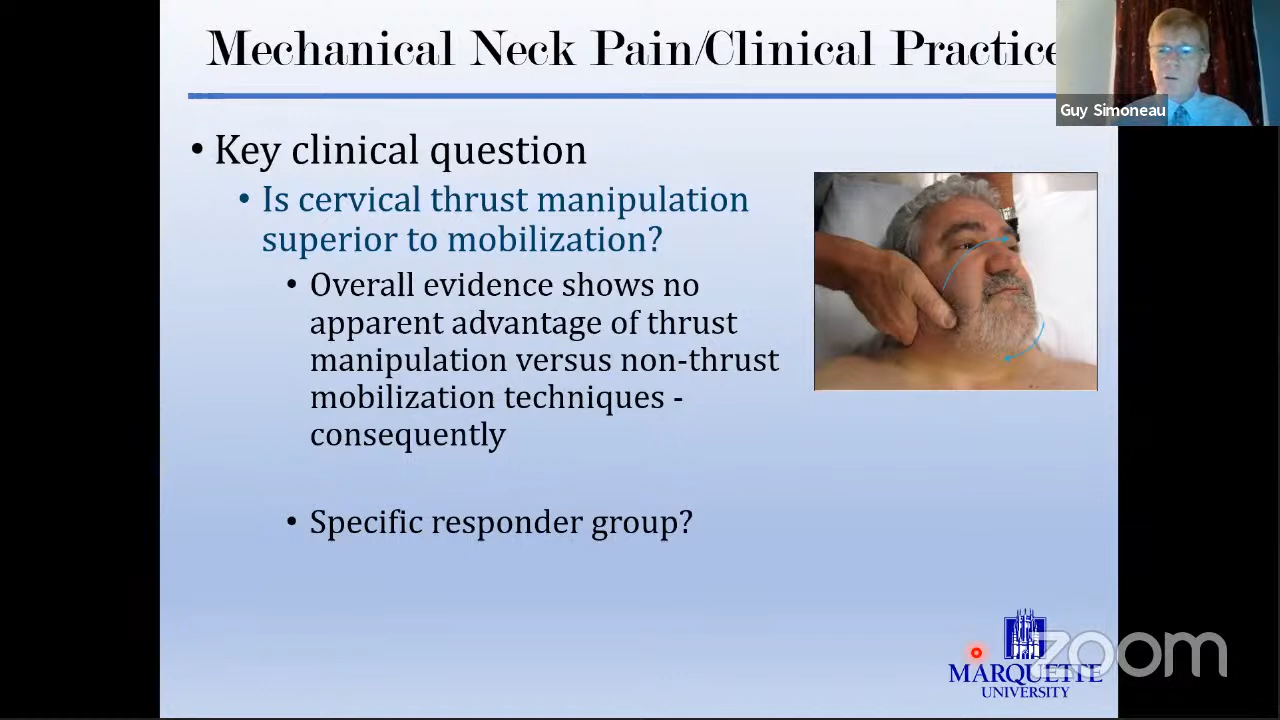 Mechanical Neck Pain/Clinical Practice
Guy Simoneau
• Key clinical question
• Is cervical thrust manipulation
superior to mobilization?
• Overall evidence shows no
apparent advantage of thrust
manipulation versus non-thrust
mobilization techniques -
consequently
• Specific responder group?
zoom
MARQUETTE
UNIVERSITY